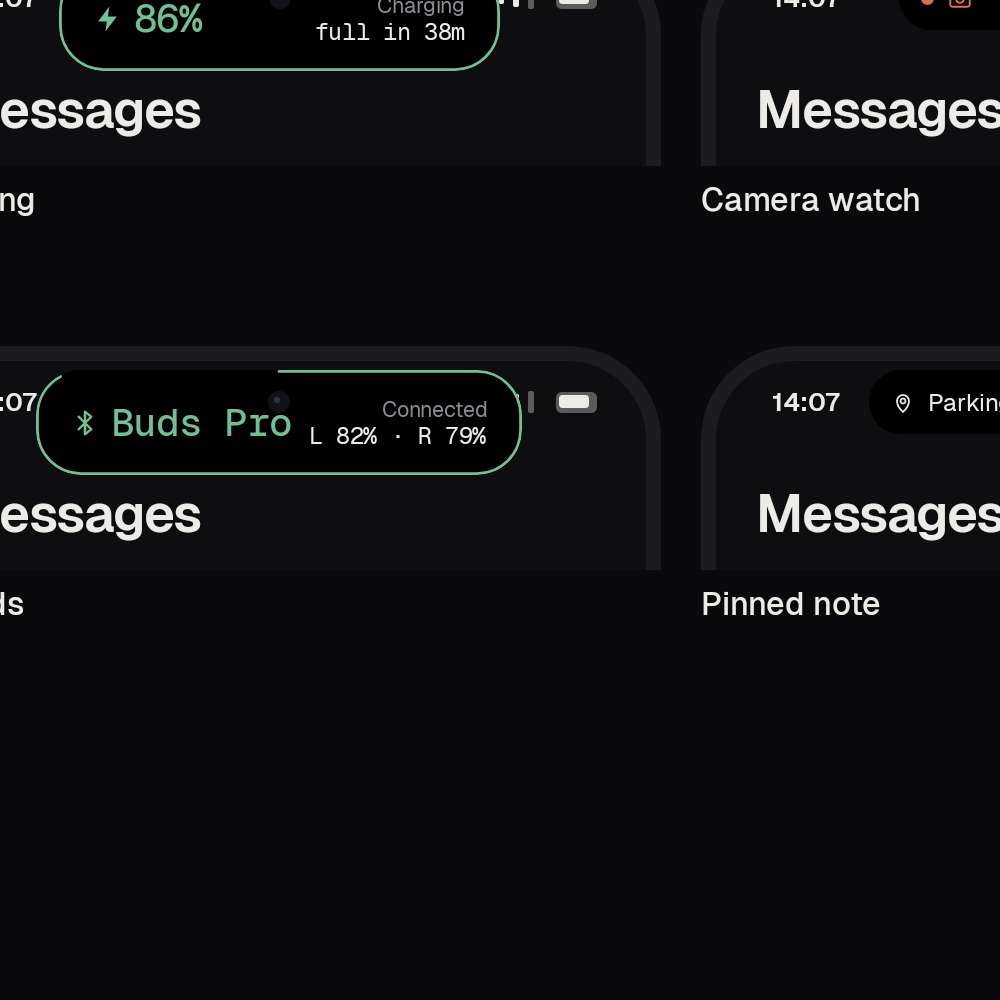 86%
Charging
full in 38m
essages
Messages
ng
Camera watch
:07
Buds Pro
Connected
L 82% · R 79%
14:07
essages
Messages
ds
Pinned note